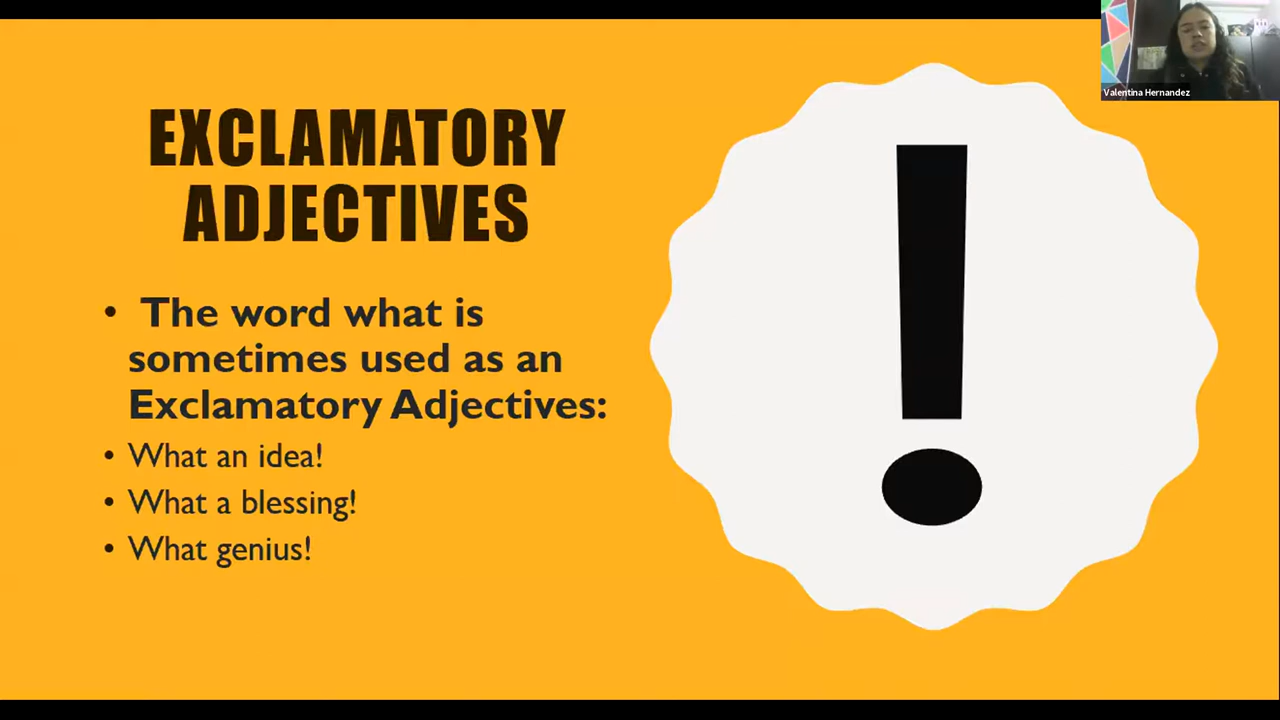 EXCLAMATORY
ADJECTIVES
• The word what is
sometimes used as an
Exclamatory Adjectives:
• What an idea!
• What a blessing!
• What genius!
!
Valentina Hernandez